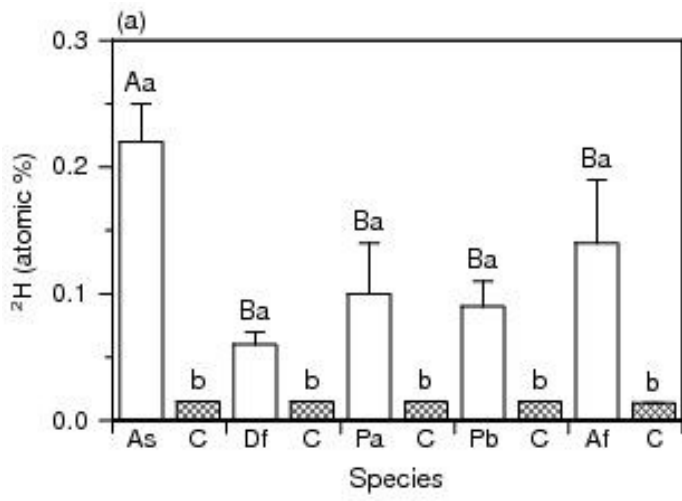 (a)
0.3
0.2
0.1
0.0
²H (atomic %)
Aa
b
Ba
b
Ba
b
Ba
b
Ba
b
As C Df C Pa C Pb C Af C
Species